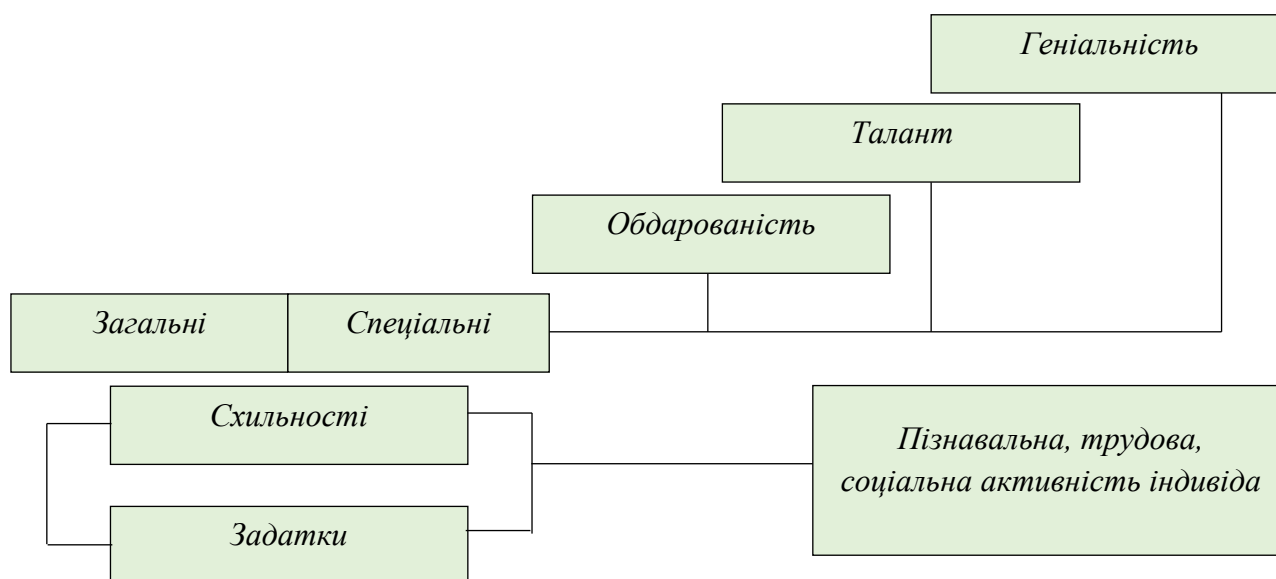 Геніальність
Талант
Обдарованість
Загальні
Спеціальні
Схильності
Пізнавальна, трудова,
соціальна активність індивіда
Задатки